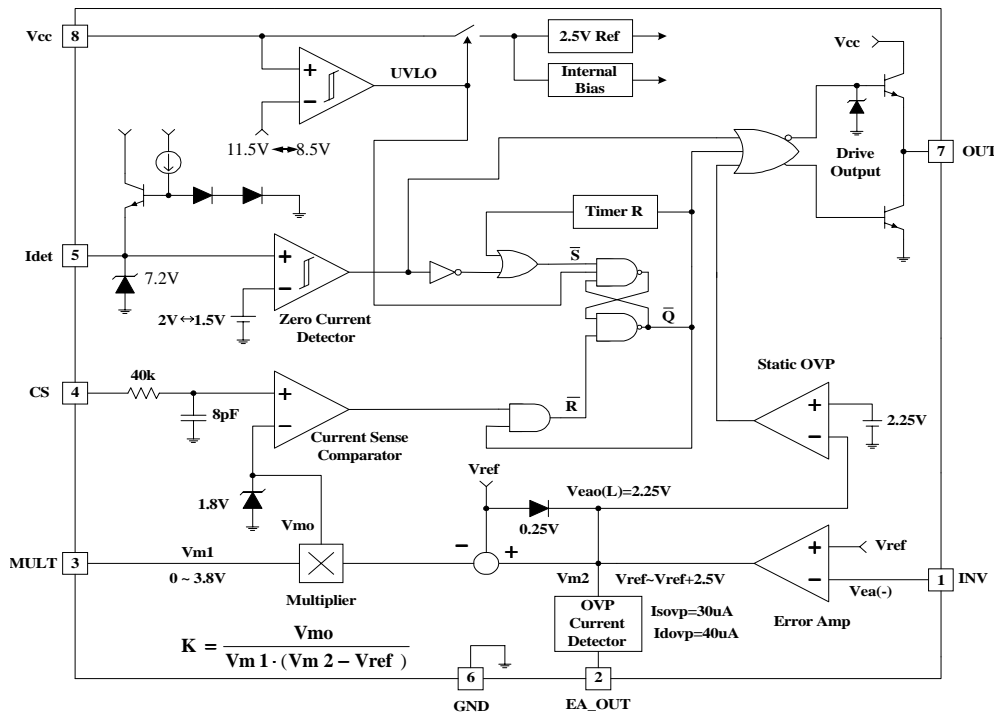 Vcc
8
2.5V Ref
Vcc
+
UVLO
Internal
Bias
−
11.5V ◄►8.5V
Drive
Output
7
OUT
Timer R
Idet
5
+
S
7.2V
−
2V ↔1.5V
Zero Current
Detector
Q
Static OVP
CS
4
40k
+
8pF
R
+
2.25V
−
−
Current Sense
Comparator
Vref
1.8V
Veao(L)=2.25V
Vmo
0.25V
+
Vref
MULT
3
Vm1
−
+
0 ~ 3.8V
Multiplier
Vm2
Vref~Vref+2.5V
−
Vea(-)
1
INV
OVP
Current
Detector
Isovp=30uA
Idovp=40uA
Error Amp
K = Vmo
Vm 1 · (Vm 2 − Vref )
6
2
GND
EA_OUT